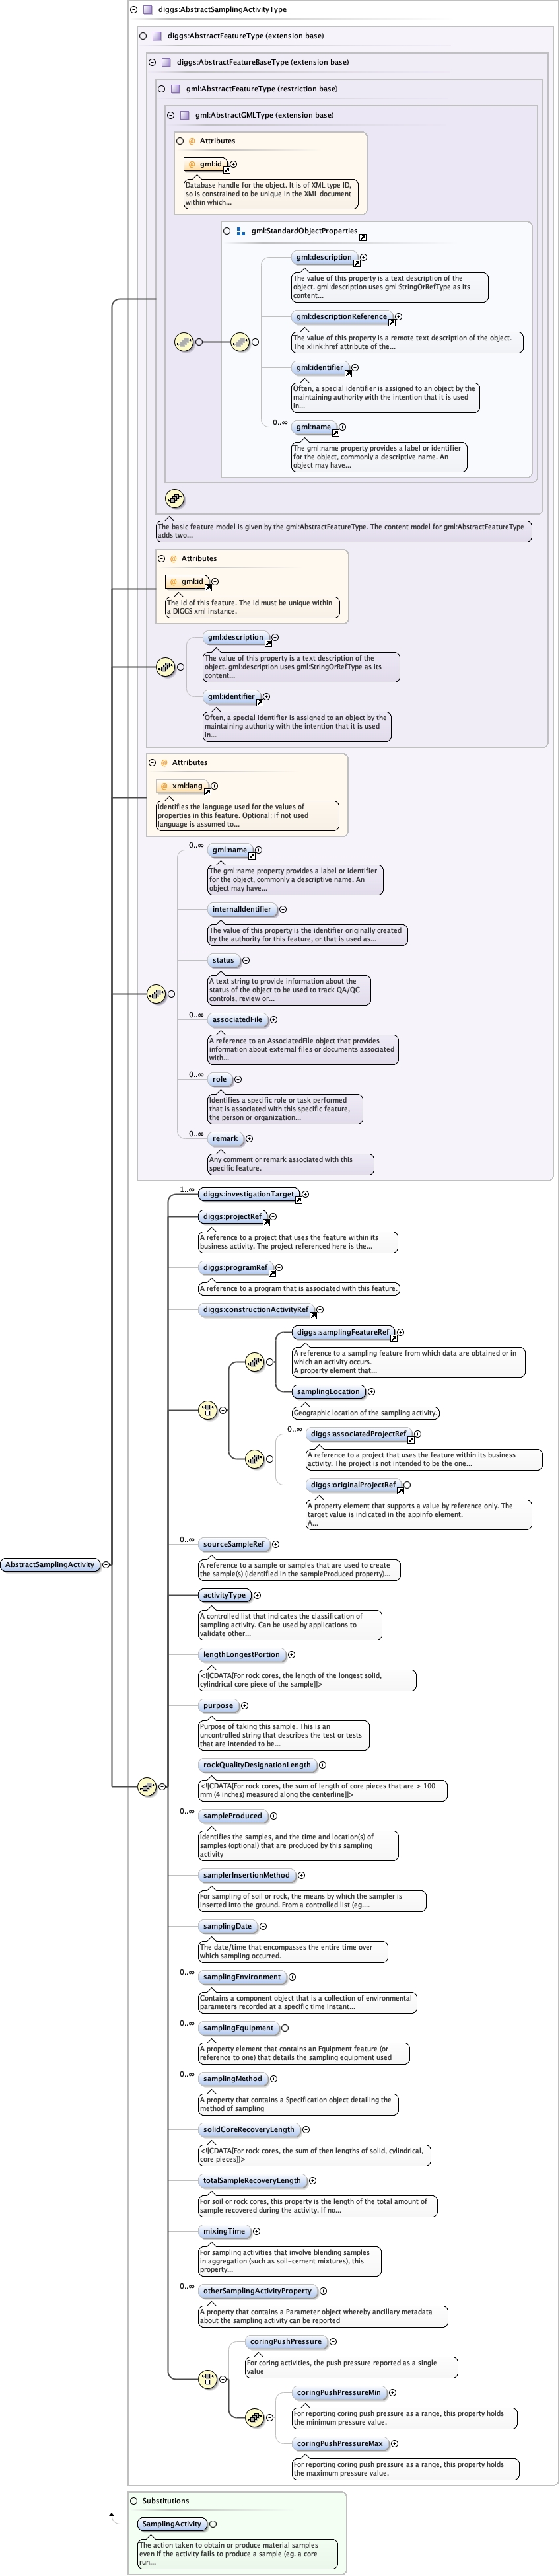 diggs:AbstractSamplingActivityType
diggs:AbstractFeatureType (extension base)
diggs:AbstractFeatureBaseType (extension base)
gml:AbstractFeatureType (restriction base)
gml:AbstractGMLType (extension base)
@ Attributes
@ gml:id
Database handle for the object. It is of XML type ID,
so is constrained to be unique in the XML document
within which...
gml:StandardObjectProperties
gml:description
The value of this property is a text description of the
object. gml:description uses gml:StringOrRefType as its
content...
gml:descriptionReference
The value of this property is a remote text description of the object.
The xlink:href attribute of the...
gml:identifier
Often, a special identifier is assigned to an object by the
maintaining authority with the intention that it is used
in...
0..∞
gml:name
The gml:name property provides a label or identifier
for the object, commonly a descriptive name. An
object may have...
The basic feature model is given by the gml:AbstractFeatureType. The content model for gml:AbstractFeatureType
adds two...
@ Attributes
@ gml:id
The id of this feature. The id must be unique within
a DIGGS xml instance.
gml:description
The value of this property is a text description of the
object. gml:description uses gml:StringOrRefType as its
content...
gml:identifier
Often, a special identifier is assigned to an object by the
maintaining authority with the intention that it is used
in...
@ Attributes
@ xml:lang
Identifies the language used for the values of
properties in this feature. Optional; if not used
language is assumed to...
0..∞
gml:name
The gml:name property provides a label or identifier
for the object, commonly a descriptive name. An
object may have...
internalIdentifier
The value of this property is the identifier originally created
by the authority for this feature, or that is used as...
status
A text string to provide information about the
status of the object to be used to track QA/QC
controls, review or...
0..∞
associatedFile
A reference to an AssociatedFile object that provides
information about external files or documents associated
with...
0..∞
role
Identifies a specific role or task performed
that is associated with this specific feature,
the person or organization...
0..∞
remark
Any comment or remark associated with this
specific feature.
1..∞
diggs:investigationTarget
diggs:projectRef
A reference to a project that uses the feature within its
business activity. The project referenced here is the...
diggs:programRef
A reference to a program that is associated with this feature.
diggs:constructionActivityRef
diggs:samplingFeatureRef
A reference to a sampling feature from which data are obtained or in
which an activity occurs.
A property element that...
samplingLocation
Geographic location of the sampling activity.
0..∞
diggs:associatedProjectRef
A reference to a project that uses the feature within its business
activity. The project is not intended to be the one...
diggs:originalProjectRef
A property element that supports a value by reference only. The
target value is indicated in the appinfo element.
A...
0..∞
sourceSampleRef
A reference to a sample or samples that are used to create
the sample(s) (identified in the sampleProduced property)...
AbstractSamplingActivity
activityType
A controlled list that indicates the classification of
sampling activity. Can be used by applications to
validate other...
lengthLongestPortion
<![CDATA[For rock cores, the length of the longest solid,
cylindrical core piece of the sample]]>
purpose
Purpose of taking this sample. This is an
uncontrolled string that describes the test or tests
that are intended to be...
rockQualityDesignationLength
<![CDATA[For rock cores, the sum of length of core pieces that are > 100
mm (4 inches) measured along the centerline]]>
0..∞
sampleProduced
Identifies the samples, and the time and location(s) of
samples (optional) that are produced by this sampling
activity
samplerInsertionMethod
For sampling of soil or rock, the means by which the sampler is
inserted into the ground. From a controlled list (eg....
samplingDate
The date/time that encompasses the entire time over
which sampling occurred.
0..∞
samplingEnvironment
Contains a component object that is a collection of environmental
parameters recorded at a specific time instant...
0..∞
samplingEquipment
A property element that contains an Equipment feature (or
reference to one) that details the sampling equipment used
0..∞
samplingMethod
A property that contains a Specification object detailing the
method of sampling
solidCoreRecoveryLength
<![CDATA[For rock cores, the sum of then lengths of solid, cylindrical,
core pieces]]>
totalSampleRecoveryLength
For soil or rock cores, this property is the length of the total amount of
sample recovered during the activity. If no...
mixingTime
For sampling activities that involve blending samples
in aggregation (such as soil-cement mixtures), this
property...
0..∞
otherSamplingActivityProperty
A property that contains a Parameter object whereby ancillary metadata
about the sampling activity can be reported
coringPushPressure
For coring activities, the push pressure reported as a single
value
coringPushPressureMin
For reporting coring push pressure as a range, this property holds
the minimum pressure value.
coringPushPressureMax
For reporting coring push pressure as a range, this property holds
the maximum pressure value.
Substitutions
SamplingActivity
The action taken to obtain or produce material samples
even if the activity fails to produce a sample (eg. a core
run...